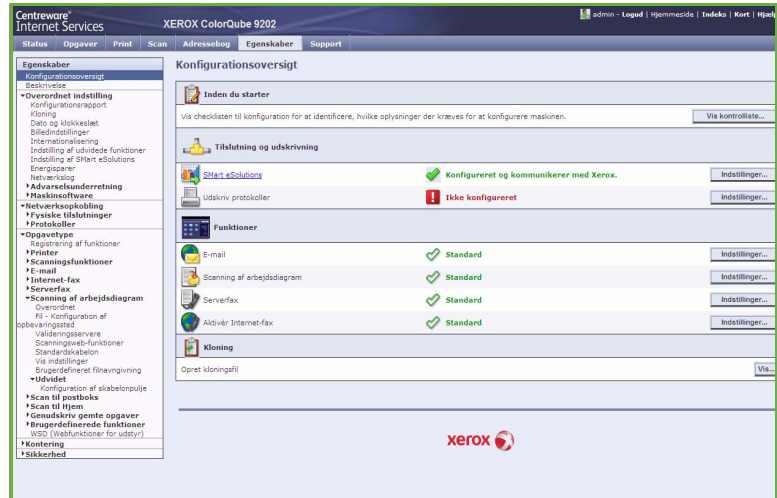 Centreware®
Internet Services
XEROX ColorQube 9202
admin - Logud | Hjemmeside | Indeks | Kort | Hjælp
Status Opgaver Print Scan Adressebog Egenskaber Support
Egenskaber
Konfigurationsoversigt
Beskrivelse
Overordnet indstilling
Konfigurationsrapport
Kloning
Dato og klokkeslæt
Billedindstillinger
Internationalisering
Indstilling af udvidede funktioner
Indstilling af SMart eSolutions
Energisparer
Netværkslog
Advarselsunderretning
Maskinsoftware
Netværksopkobling
Fysiske tilslutninger
Protokoller
Opgavetype
Registrering af funktioner
Printer
Scanningsfunktioner
E-mail
Internet-fax
Serverfax
Scanning af arbejdsdiagram
Overordnet
Fil - Konfiguration af
opbevaringssted
Valideringsservere
Scanningsweb-funktioner
Standardskabelon
Vis indstillinger
Brugerdefineret filnavngivning
Udvidet
Konfiguration af skabelonpulje
Scan til postboks
Scan til Hjem
Genudskriv gemte opgaver
Brugerdefinerede funktioner
WSD (Webfunktioner for udstyr)
Kontering
Sikkerhed
Konfigurationsoversigt
Inden du starter
Vis checklisten til konfiguration for at identificere, hvilke oplysninger der kræves for at konfigurere maskinen. Vis kontrolliste...
Tilslutning og udskrivning
SMart eSolutions Konfigureret og kommunikerer med Xerox. Indstillinger...
Udskriv protokoller Ikke konfigureret Indstillinger...
Funktioner
E-mail Standard Indstillinger...
Scanning af arbejdsdiagram Standard Indstillinger...
Serverfax Standard Indstillinger...
Aktivér Internet-fax Standard Indstillinger...
Kloning
Opret kloningsfil Vis...
xerox